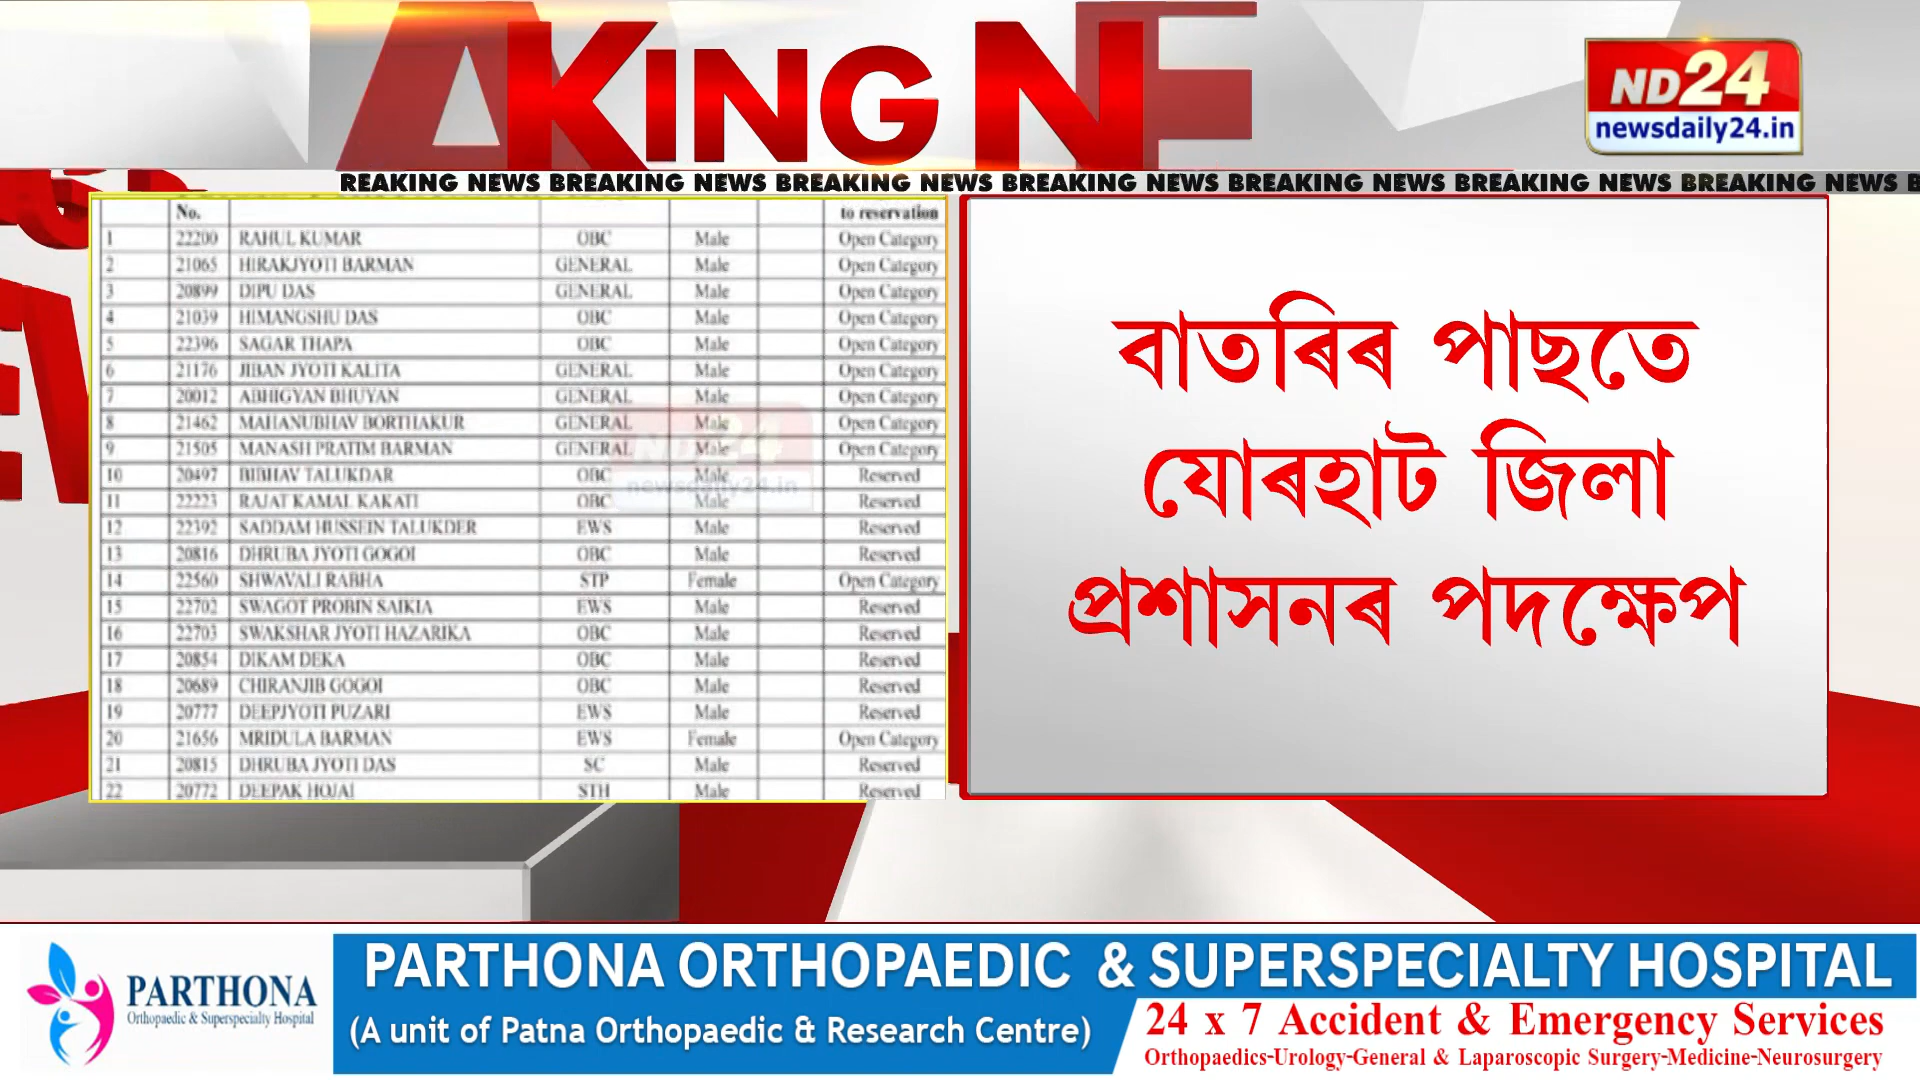 AKING NE
ND24
newsdaily24.in
REAKING NEWS BREAKING NEWS BREAKING NEWS BREAKING NEWS BREAKING NEWS BREAKING NEWS BREAKING NEWS B
No. to reservation
1 22200 RAHUL KUMAR OBC Male Open Category
2 21065 HIRAKJYOTI BARMAN GENERAL Male Open Category
3 20899 DIPU DAS GENERAL Male Open Category
4 21039 HIMANGSHU DAS OBC Male Open Category
5 22396 SAGAR THAPA OBC Male Open Category
6 21176 JIBAN JYOTI KALITA GENERAL Male Open Category
7 20012 ABHIGYAN BHUYAN GENERAL Male Open Category
8 21462 MAHANUBHAV BORTHAKUR GENERAL Male Open Category
9 21505 MANASH PRATIM BARMAN GENERAL Male Open Category
10 20497 BIBHAV TALUKDAR OBC Male Reserved
11 22223 RAJAT KAMAL KAKATI OBC Male Reserved
12 22392 SADDAM HUSSEIN TALUKDER EWS Male Reserved
13 20816 DHRUBA JYOTI GOGOI OBC Male Reserved
14 22560 SHWAVALI RABHA STP Female Open Category
15 22702 SWAGOT PROBIN SAIKIA EWS Male Reserved
16 22703 SWAKSHAR JYOTI HAZARIKA OBC Male Reserved
17 20854 DIKAM DEKA OBC Male Reserved
18 20689 CHIRANJIB GOGOI OBC Male Reserved
19 20777 DEEPJYOTI PUZARI EWS Male Reserved
20 21656 MRIDULA BARMAN EWS Female Open Category
21 20815 DHRUBA JYOTI DAS SC Male Reserved
22 20772 DEEPAK HOJAI STH Male Reserved
ND24
newsdaily24.in
বাতৰিৰ পাছতে
যোৰহাট জিলা
প্ৰশাসনৰ পদক্ষেপ
PARTHONA
Orthopaedic & Superspecialty Hospital
PARTHONA ORTHOPAEDIC & SUPERSPECIALTY HOSPITAL
(A unit of Patna Orthopaedic & Research Centre)
24 x 7 Accident & Emergency Services
Orthopaedics-Urology-General & Laparoscopic Surgery-Medicine-Neurosurgery